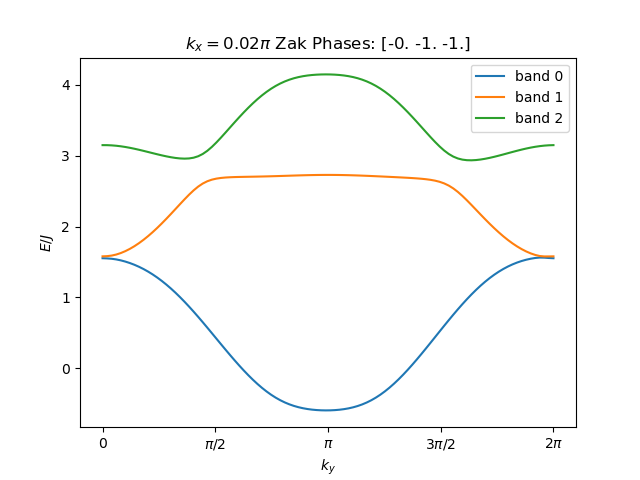 $k_x = 0.02\pi$ Zak Phases: [-0. -1. -1.]
E/J
4
3
2
1
0
band 0
band 1
band 2
0
π/2
π
3π/2
2π
$k_y$